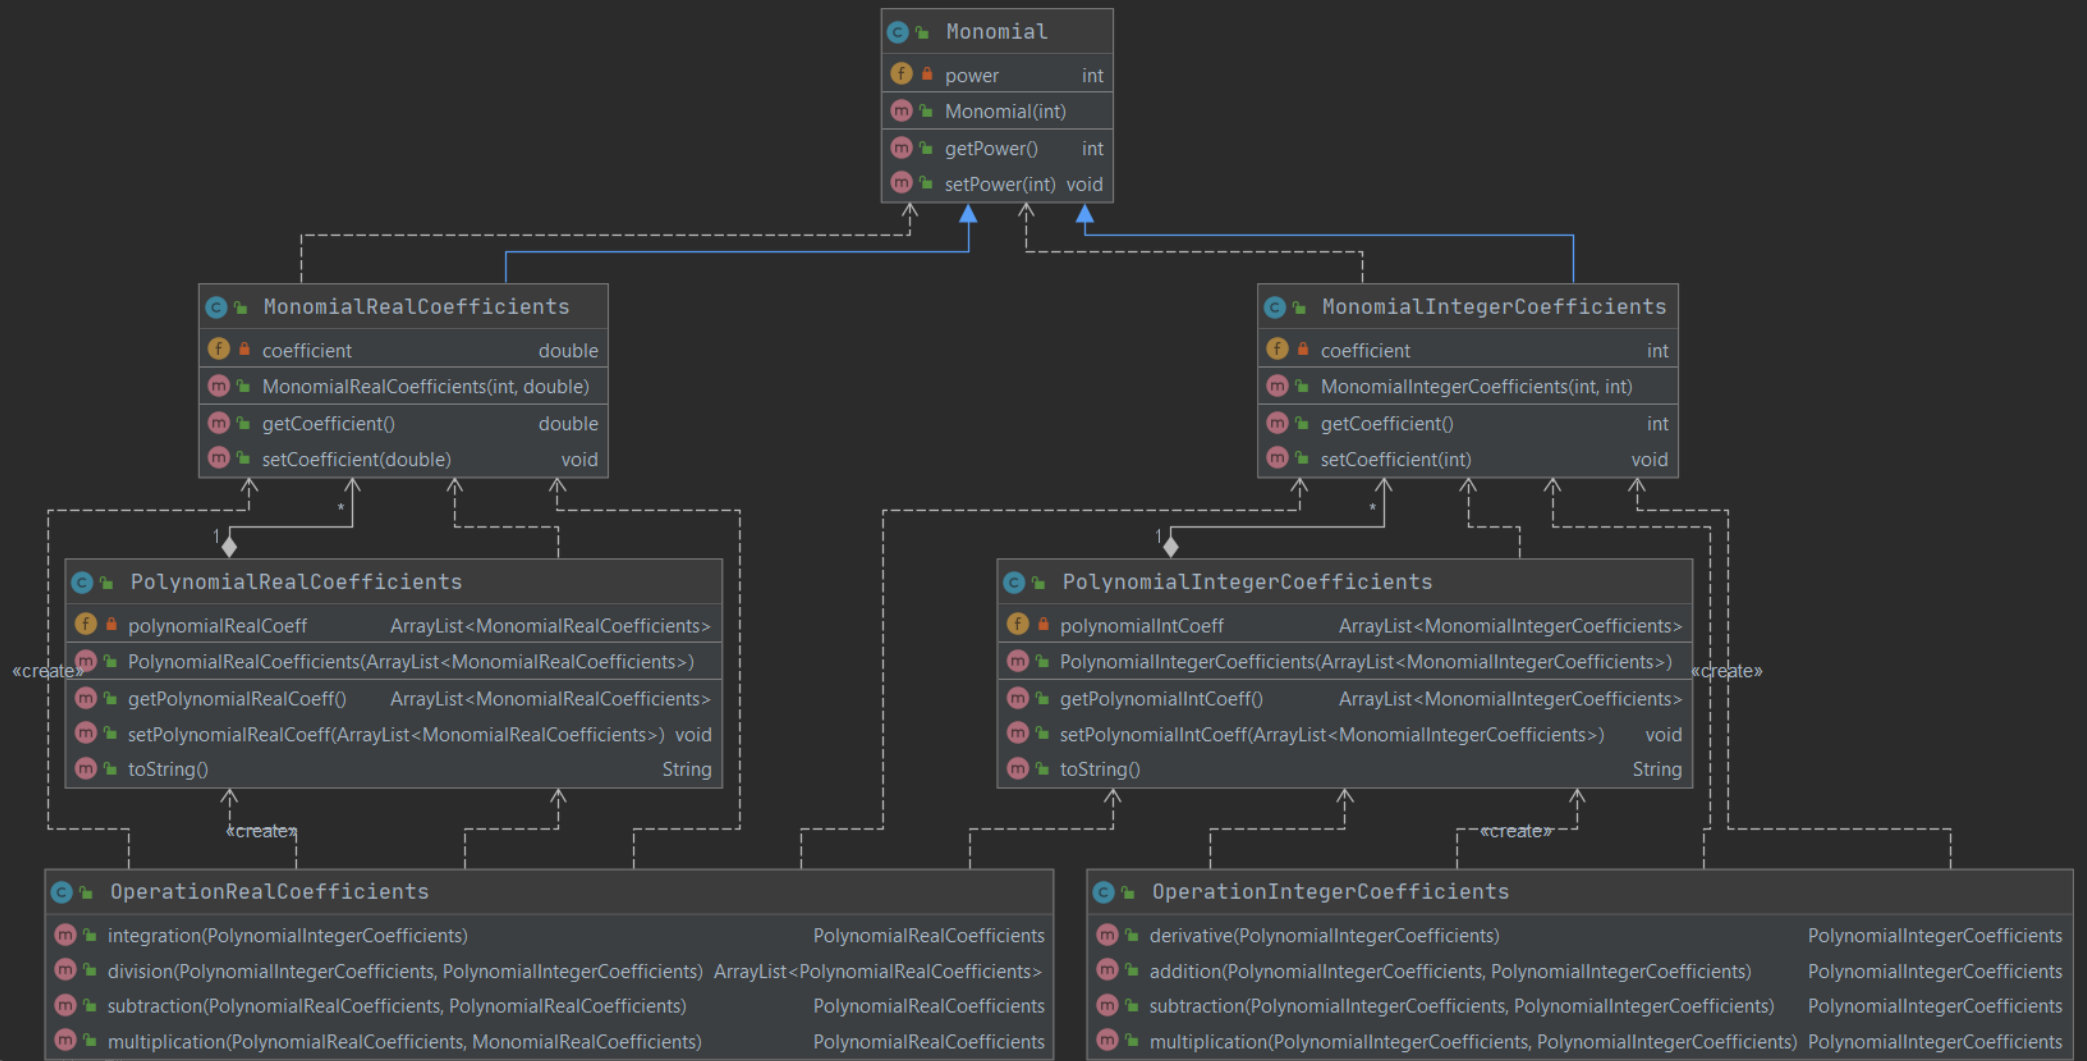 Monomial
power int
Monomial(int)
getPower() int
setPower(int) void
MonomialRealCoefficients
coefficient double
MonomialRealCoefficients(int, double)
getCoefficient() double
setCoefficient(double) void
MonomialIntegerCoefficients
coefficient int
MonomialIntegerCoefficients(int, int)
getCoefficient() int
setCoefficient(int) void
*
1
*
1
PolynomialRealCoefficients
polynomialRealCoeff ArrayList<MonomialRealCoefficients>
PolynomialRealCoefficients(ArrayList<MonomialRealCoefficients>)
getPolynomialRealCoeff() ArrayList<MonomialRealCoefficients>
setPolynomialRealCoeff(ArrayList<MonomialRealCoefficients>) void
toString() String
«create»
PolynomialIntegerCoefficients
polynomialIntCoeff ArrayList<MonomialIntegerCoefficients>
PolynomialIntegerCoefficients(ArrayList<MonomialIntegerCoefficients>)
getPolynomialIntCoeff() ArrayList<MonomialIntegerCoefficients>
setPolynomialIntCoeff(ArrayList<MonomialIntegerCoefficients>) void
toString() String
«create»
«create»
«create»
OperationRealCoefficients
integration(PolynomialIntegerCoefficients) PolynomialRealCoefficients
division(PolynomialIntegerCoefficients, PolynomialIntegerCoefficients) ArrayList<PolynomialRealCoefficients>
subtraction(PolynomialRealCoefficients, PolynomialRealCoefficients) PolynomialRealCoefficients
multiplication(PolynomialRealCoefficients, MonomialRealCoefficients) PolynomialRealCoefficients
OperationIntegerCoefficients
derivative(PolynomialIntegerCoefficients) PolynomialIntegerCoefficients
addition(PolynomialIntegerCoefficients, PolynomialIntegerCoefficients) PolynomialIntegerCoefficients
subtraction(PolynomialIntegerCoefficients, PolynomialIntegerCoefficients) PolynomialIntegerCoefficients
multiplication(PolynomialIntegerCoefficients, PolynomialIntegerCoefficients) PolynomialIntegerCoefficients